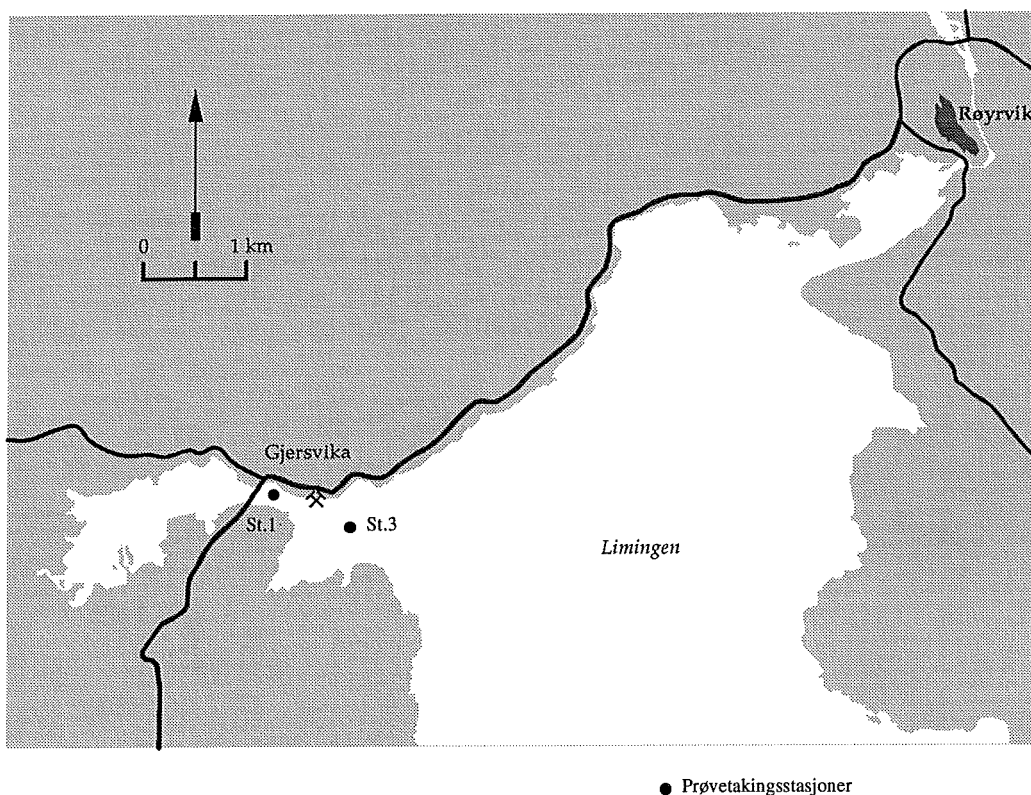 Røyrvik
0 1 km
Gjersvika
St.1
St.3
Limingen
Prøvetakingsstasjoner